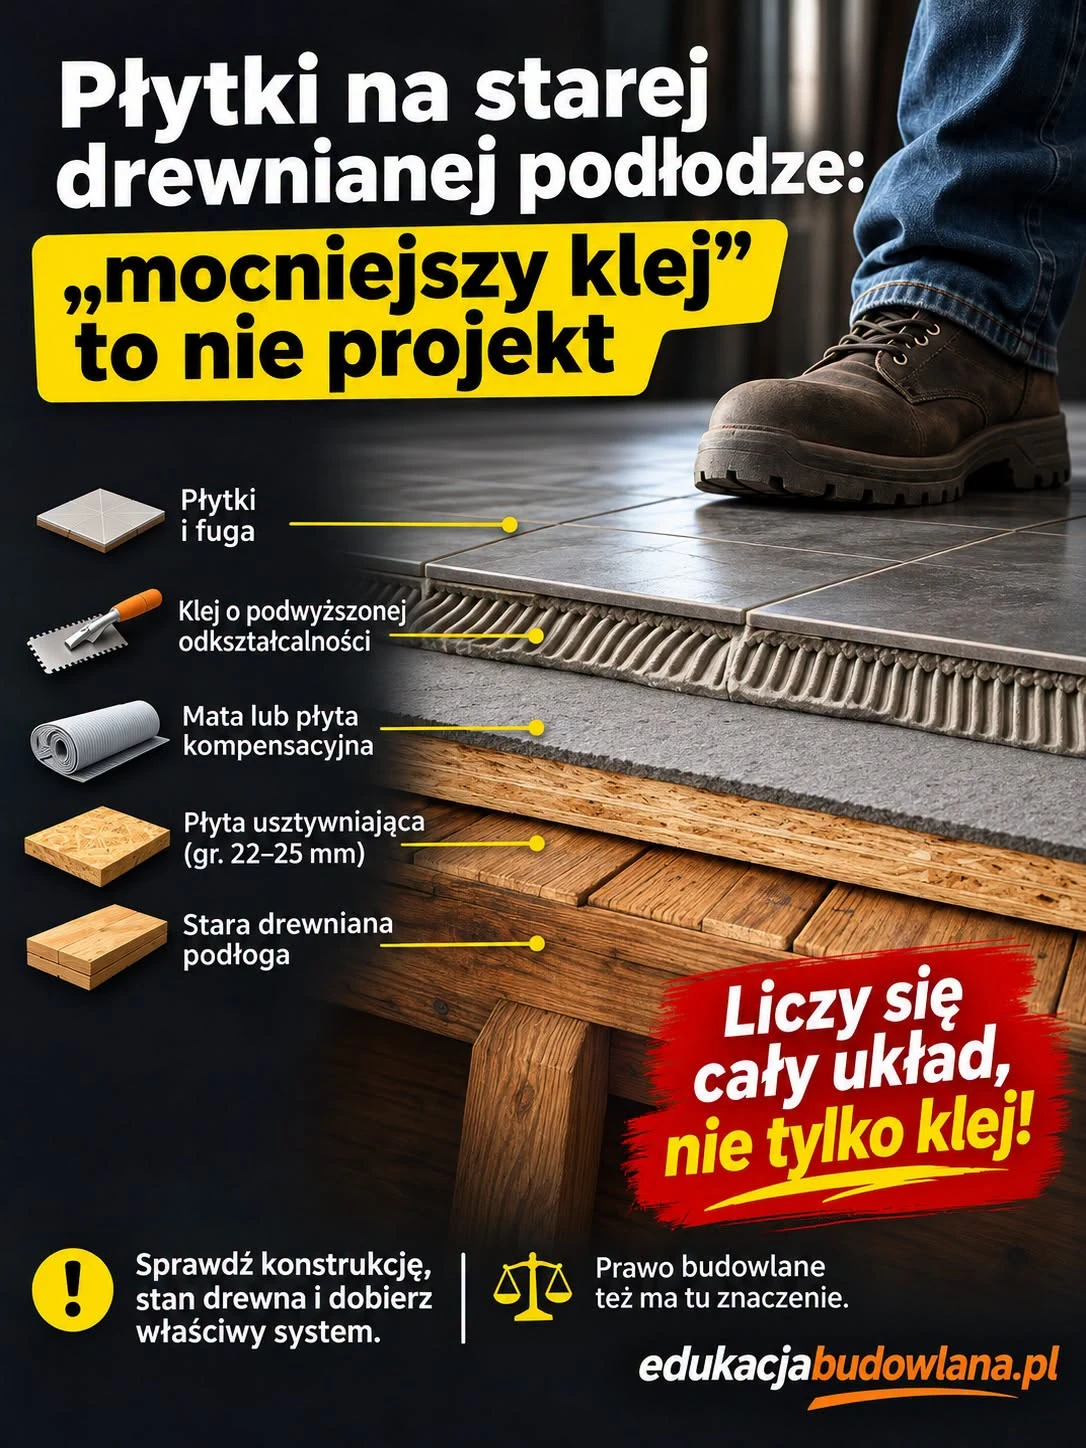 Płytki na starej
drewnianej podłodze:
„mocniejszy klej”
to nie projekt
Płytki
i fuga
Klej o podwyższonej
odkształcalności
Mata lub płyta
kompensacyjna
Płyta usztywniająca
(gr. 22–25 mm)
Stara drewniana
podłoga
Liczy się
cały układ,
nie tylko klej!
Sprawdź konstrukcję,
stan drewna i dobierz
właściwy system.
Prawo budowlane
też ma tu znaczenie.
edukacjabudowlana.pl